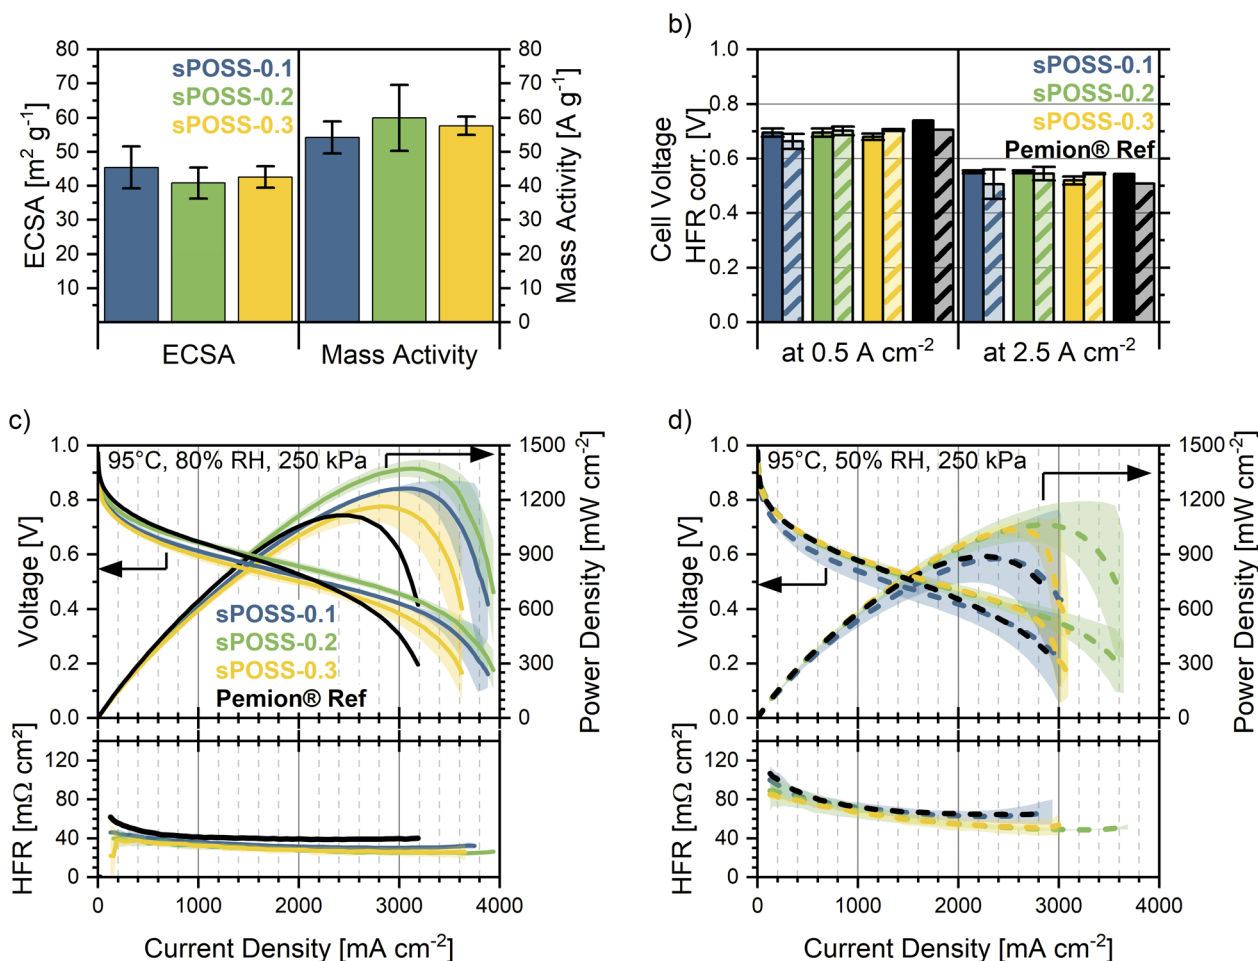 b)
80
70
60
50
40
30
20
10
ECSA [m² g⁻¹]
sPOSS-0.1
sPOSS-0.2
sPOSS-0.3
80
70
60
50
40
30
20
10
0
Mass Activity [A g⁻¹]
ECSA
Mass Activity
1.0
0.8
0.6
0.4
0.2
0.0
Cell Voltage
HFR corr. [V]
sPOSS-0.1
sPOSS-0.2
sPOSS-0.3
Pemion® Ref
at 0.5 A cm⁻²
at 2.5 A cm⁻²
c)
95°C, 80% RH, 250 kPa
1.0
0.8
0.6
0.4
0.2
0.0
Voltage [V]
sPOSS-0.1
sPOSS-0.2
sPOSS-0.3
Pemion® Ref
1500
1200
900
600
300
0
Power Density [mW cm⁻²]
120
80
40
0
HFR [mΩ cm²]
0 1000 2000 3000 4000
Current Density [mA cm⁻²]
d)
95°C, 50% RH, 250 kPa
1.0
0.8
0.6
0.4
0.2
0.0
Voltage [V]
1500
1200
900
600
300
0
Power Density [mW cm⁻²]
120
80
40
0
HFR [mΩ cm²]
0 1000 2000 3000 4000
Current Density [mA cm⁻²]